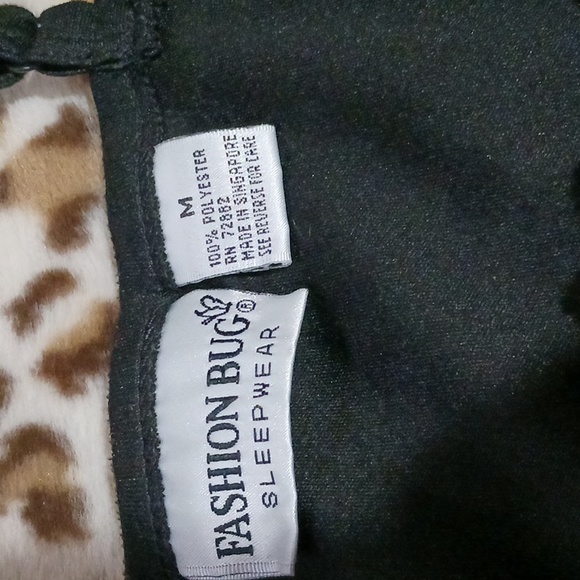 M
100% POLYESTER
RN 72882
MADE IN SINGAPORE
SEE REVERSE FOR CARE
FASHION BUG®
SLEEPWEAR